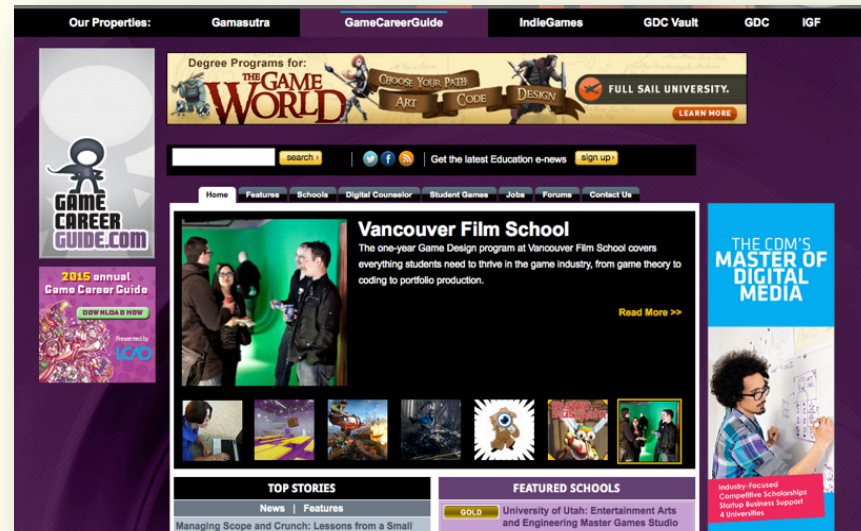 Our Properties: Gamasutra GameCareerGuide IndieGames GDC Vault GDC IGF
Degree Programs for:
THE GAME
WORLD
CHOOSE YOUR PATH
ART CODE DESIGN
FULL SAIL UNIVERSITY.
LEARN MORE
search › Get the latest Education e-news sign up ›
GAME
CAREER
GUIDE.COM
Home Features Schools Digital Counselor Student Games Jobs Forums Contact Us
Vancouver Film School
The one-year Game Design program at Vancouver Film School covers
everything students need to thrive in the game industry, from game theory to
coding to portfolio production.
Read More >>
2015 annual
Game Career Guide
DOWNLOAD NOW
Presented by
LCAD
THE CDM'S
MASTER OF
DIGITAL
MEDIA
Industry-Focused
Competitive Scholarships
Startup Business Support
4 Universities
TOP STORIES
News | Features
Managing Scope and Crunch: Lessons from a Small
FEATURED SCHOOLS
GOLD University of Utah: Entertainment Arts
and Engineering Master Games Studio